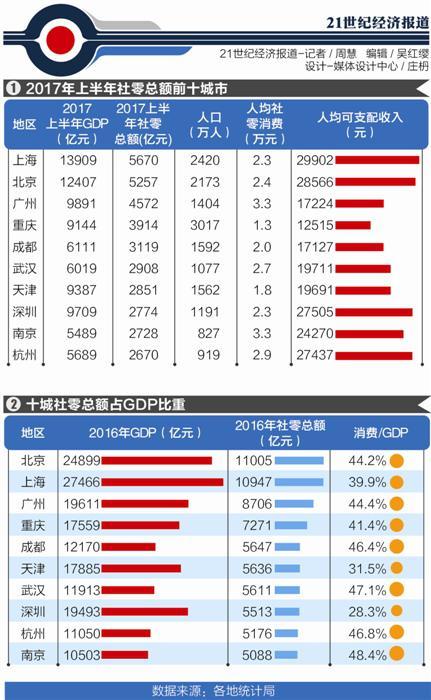 21世纪经济报道
21世纪经济报道-记者 / 周慧 编辑 / 吴红缨
设计-媒体设计中心 / 庄枬
1 2017年上半年社零总额前十城市
地区 2017上半年GDP（亿元） 2017上半年社零总额(亿元) 人口（万人） 人均社零消费（万元） 人均可支配收入（元）
上海 13909 5670 2420 2.3 29902
北京 12407 5257 2173 2.4 28566
广州 9891 4572 1404 3.3 17224
重庆 9144 3914 3017 1.3 12515
成都 6111 3119 1592 2.0 17127
武汉 6019 2908 1077 2.7 19711
天津 9387 2851 1562 1.8 19691
深圳 9709 2774 1191 2.3 27505
南京 5489 2728 827 3.3 24270
杭州 5689 2670 919 2.9 27437
2 十城社零总额占GDP比重
地区 2016年GDP（亿元） 2016年社零总额（亿元） 消费/GDP
北京 24899 11005 44.2%
上海 27466 10947 39.9%
广州 19611 8706 44.4%
重庆 17559 7271 41.4%
成都 12170 5647 46.4%
天津 17885 5636 31.5%
武汉 11913 5611 47.1%
深圳 19493 5513 28.3%
杭州 11050 5176 46.8%
南京 10503 5088 48.4%
数据来源：各地统计局